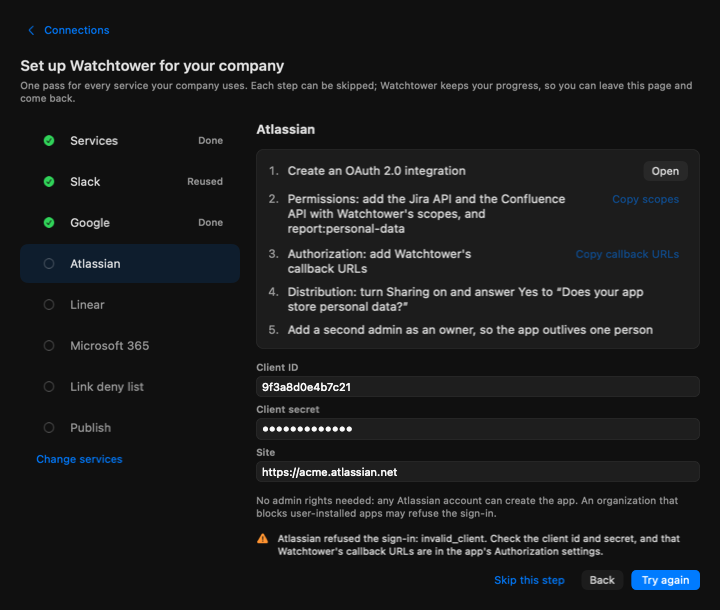 Connections
Set up Watchtower for your company
One pass for every service your company uses. Each step can be skipped; Watchtower keeps your progress, so you can leave this page and
come back.
Services Done
Slack Reused
Google Done
Atlassian
Linear
Microsoft 365
Link deny list
Publish
Change services
Atlassian
1. Create an OAuth 2.0 integration Open
2. Permissions: add the Jira API and the Confluence Copy scopes
API with Watchtower's scopes, and
report:personal-data
3. Authorization: add Watchtower's Copy callback URLs
callback URLs
4. Distribution: turn Sharing on and answer Yes to “Does your app
store personal data?”
5. Add a second admin as an owner, so the app outlives one person
Client ID
9f3a8d0e4b7c21
Client secret
•••••••••••••
Site
https://acme.atlassian.net
No admin rights needed: any Atlassian account can create the app. An organization that
blocks user-installed apps may refuse the sign-in.
Atlassian refused the sign-in: invalid_client. Check the client id and secret, and that
Watchtower's callback URLs are in the app's Authorization settings.
Skip this step Back Try again